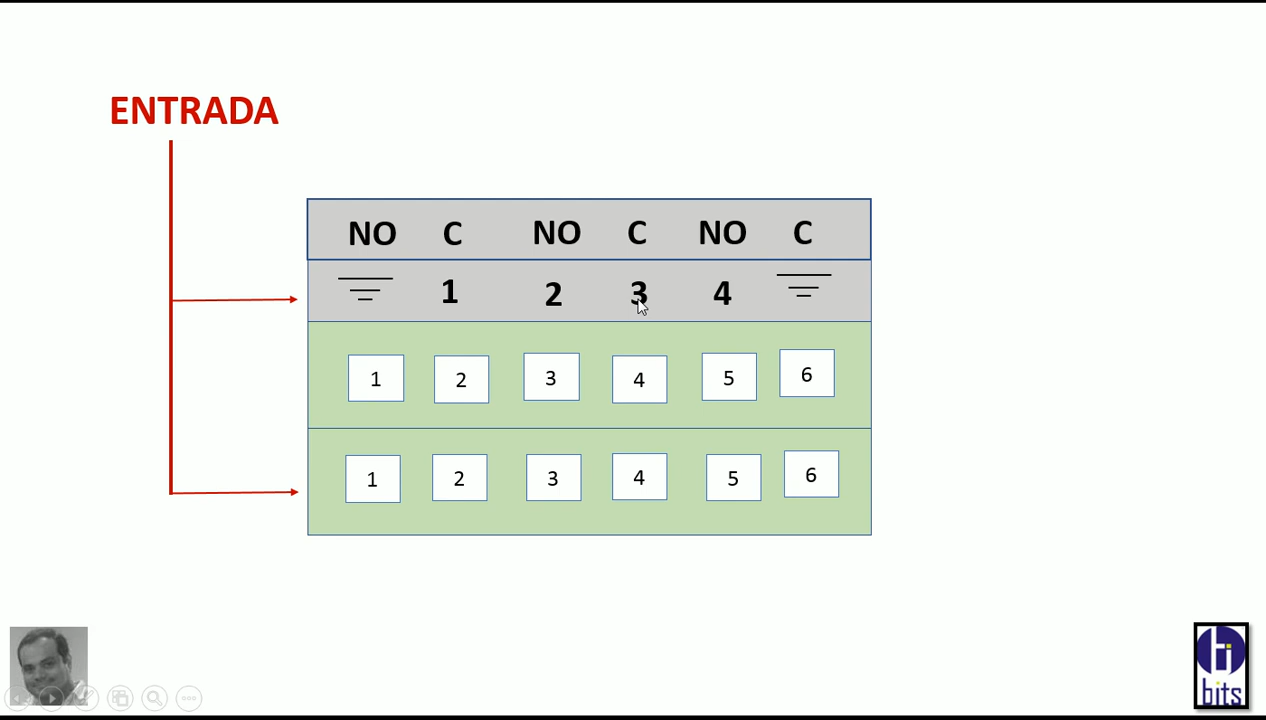 ENTRADA
NO C NO C NO C
1 2 3 4
1 2 3 4 5 6
1 2 3 4 5 6
bits